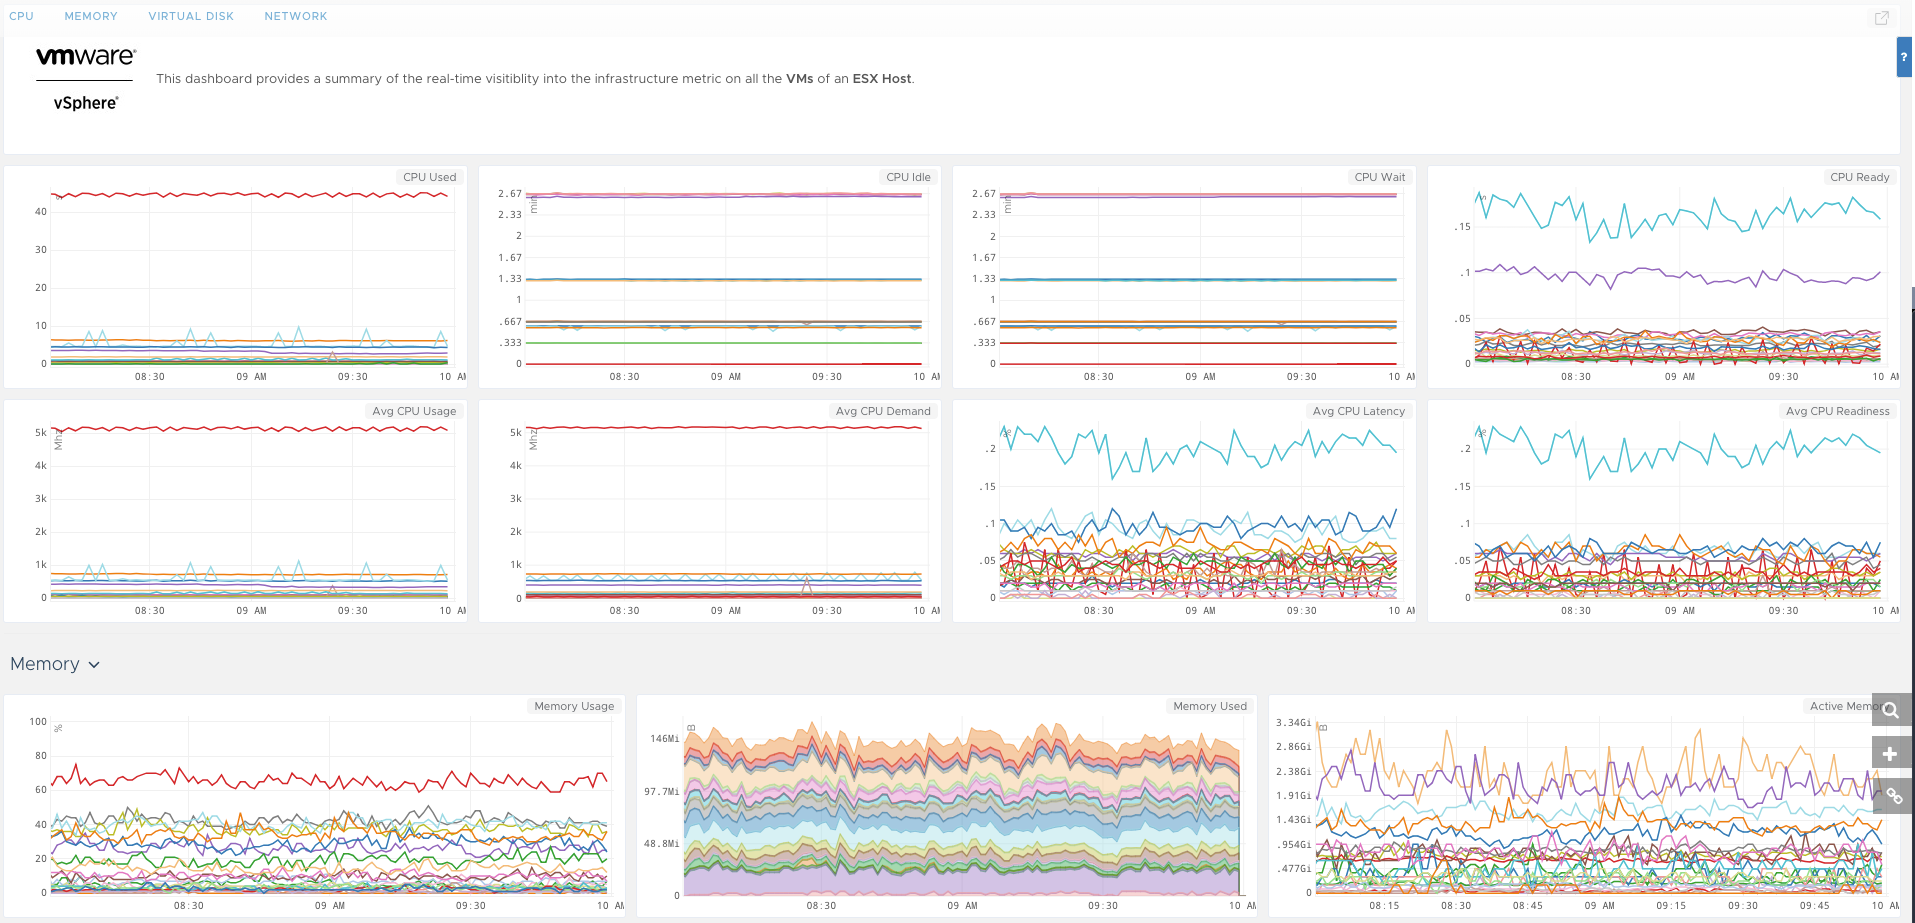 CPU MEMORY VIRTUAL DISK NETWORK
vmware®
vSphere®
This dashboard provides a summary of the real-time visitiblity into the infrastructure metric on all the VMs of an ESX Host.
?
CPU Used
s
40
30
20
10
0
08:30 09 AM 09:30 10 AM
CPU Idle
min
2.67
2.33
2
1.67
1.33
1
.667
.333
0
08:30 09 AM 09:30 10 AM
CPU Wait
min
2.67
2.33
2
1.67
1.33
1
.667
.333
0
08:30 09 AM 09:30 10 AM
CPU Ready
s
.15
.1
.05
0
08:30 09 AM 09:30 10 AM
Avg CPU Usage
Mhz
5k
4k
3k
2k
1k
0
08:30 09 AM 09:30 10 AM
Avg CPU Demand
Mhz
5k
4k
3k
2k
1k
0
08:30 09 AM 09:30 10 AM
Avg CPU Latency
%
.2
.15
.1
.05
0
08:30 09 AM 09:30 10 AM
Avg CPU Readiness
%
.2
.15
.1
.05
0
08:30 09 AM 09:30 10 AM
Memory
Memory Usage
%
100
80
60
40
20
0
08:30 09 AM 09:30 10 AM
Memory Used
B
146Mi
97.7Mi
48.8Mi
0
08:30 09 AM 09:30 10 AM
Active Memory
B
3.34Gi
2.86Gi
2.38Gi
1.91Gi
1.43Gi
.954Gi
.477Gi
0
08:15 08:30 08:45 09 AM 09:15 09:30 09:45 10 AM